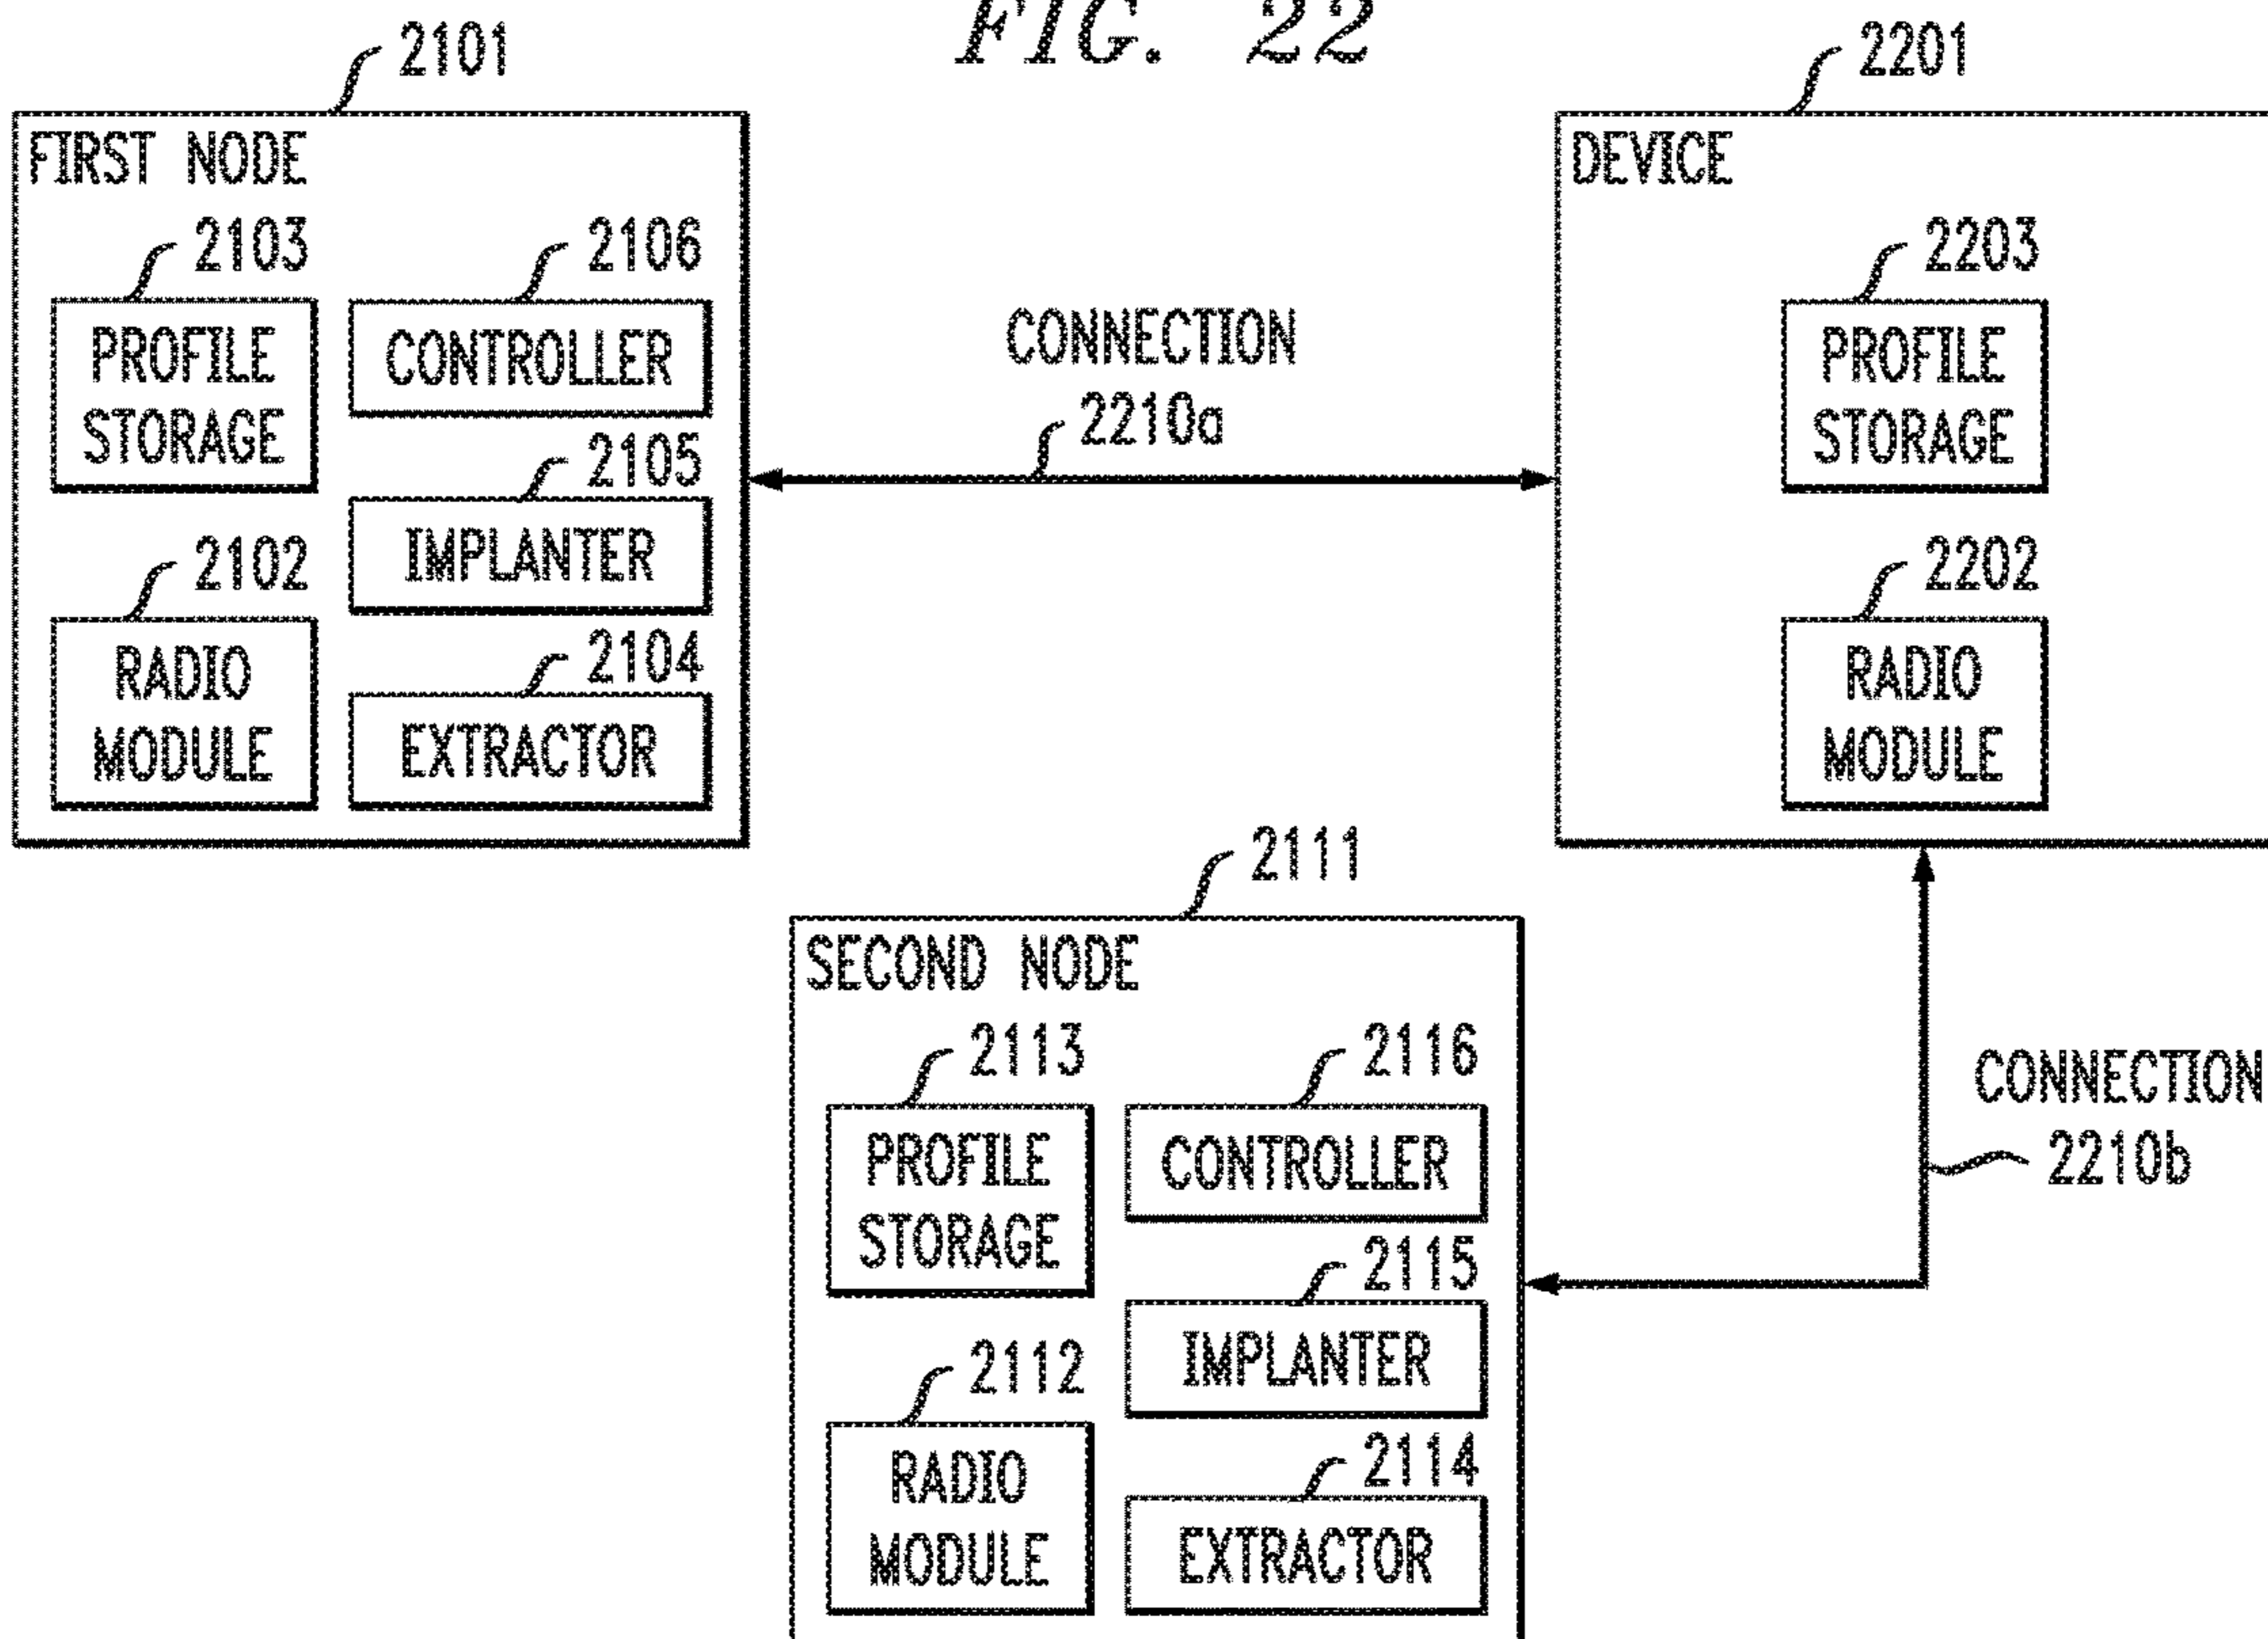 FIG. 22
2101
FIRST NODE
2103
PROFILE
STORAGE
2106
CONTROLLER
2105
IMPLANTER
2102
RADIO
MODULE
2104
EXTRACTOR
CONNECTION
2210a
2201
DEVICE
2203
PROFILE
STORAGE
2202
RADIO
MODULE
2111
SECOND NODE
2113
PROFILE
STORAGE
2116
CONTROLLER
2115
IMPLANTER
2112
RADIO
MODULE
2114
EXTRACTOR
CONNECTION
2210b